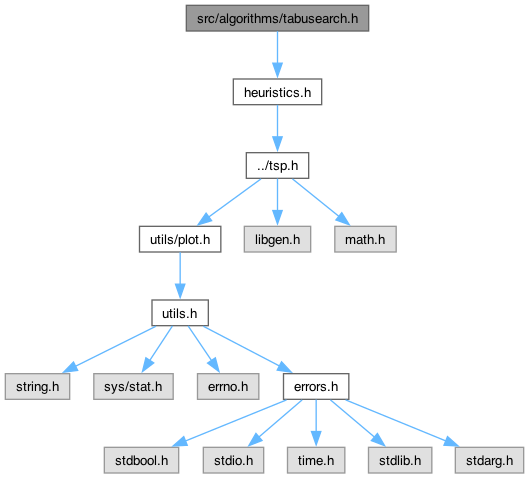 src/algorithms/tabusearch.h
heuristics.h
../tsp.h
utils/plot.h
libgen.h
math.h
utils.h
string.h
sys/stat.h
errno.h
errors.h
stdbool.h
stdio.h
time.h
stdlib.h
stdarg.h